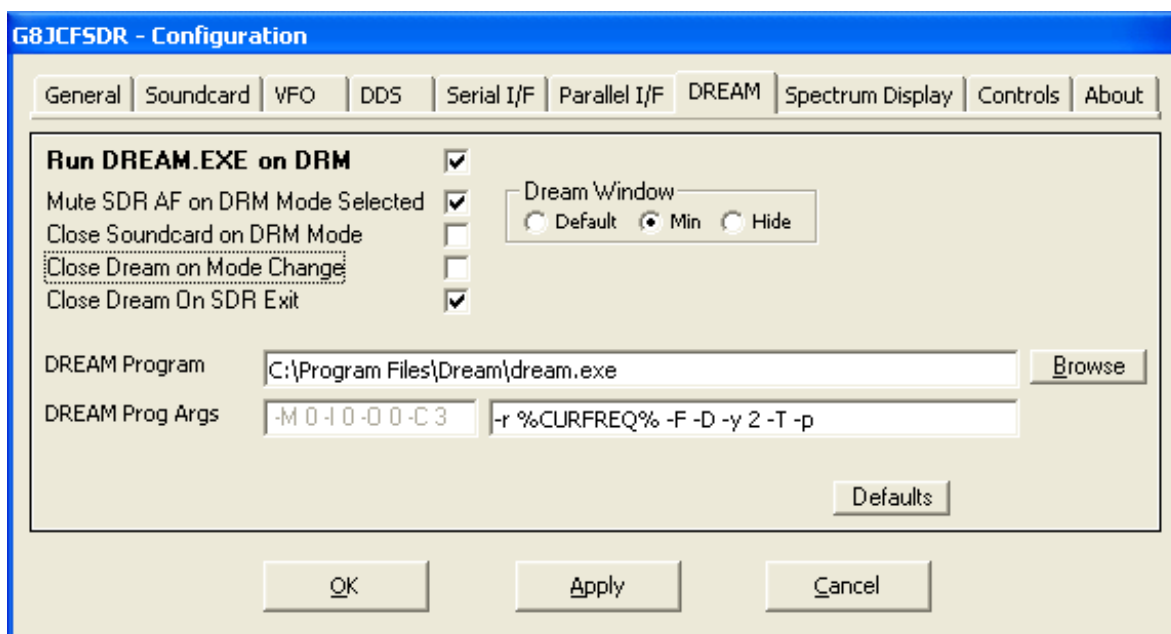 G8JCFSDR - Configuration
General Soundcard VFO DDS Serial I/F Parallel I/F DREAM Spectrum Display Controls About
Run DREAM.EXE on DRM
Mute SDR AF on DRM Mode Selected
Dream Window
Default Min Hide
Close Soundcard on DRM Mode
Close Dream on Mode Change
Close Dream On SDR Exit
DREAM Program C:\Program Files\Dream\dream.exe Browse
DREAM Prog Args -M 0 -I 0 -O 0 -C 3 -r %CURFREQ% -F -D -y 2 -T -p
Defaults
OK Apply Cancel